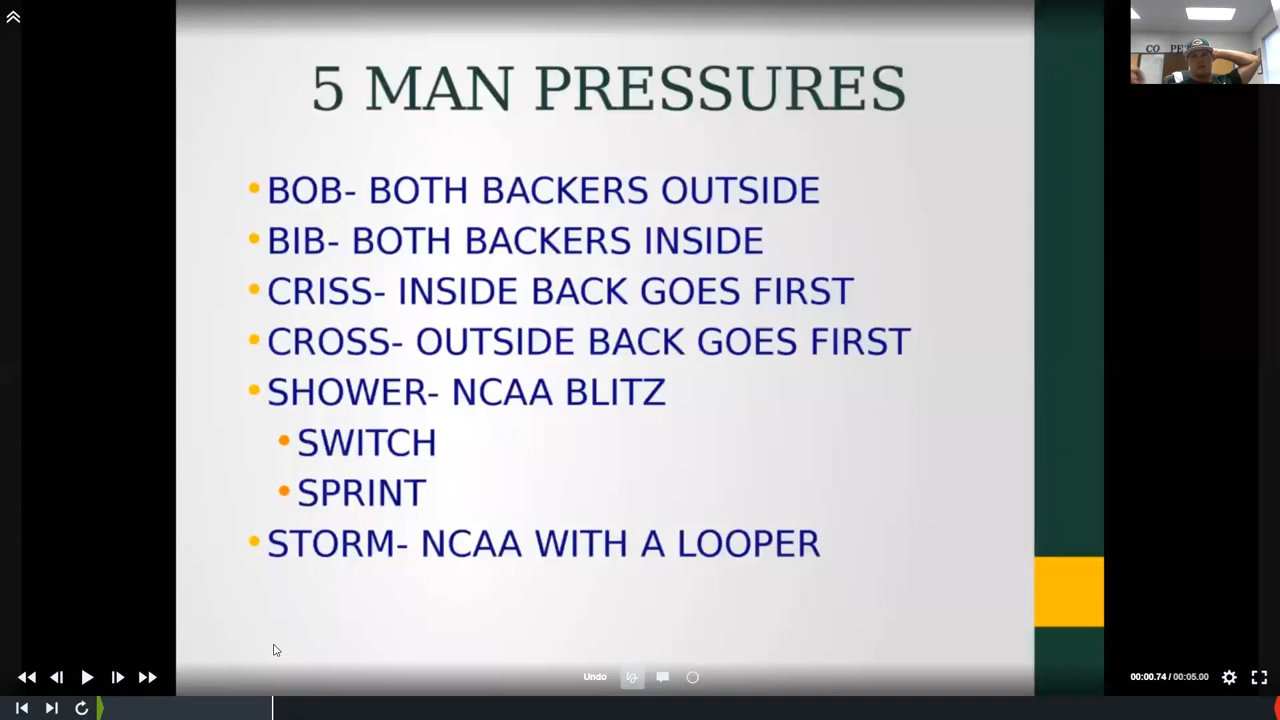 5 MAN PRESSURES
BOB- BOTH BACKERS OUTSIDE
BIB- BOTH BACKERS INSIDE
CRISS- INSIDE BACK GOES FIRST
CROSS- OUTSIDE BACK GOES FIRST
SHOWER- NCAA BLITZ
SWITCH
SPRINT
STORM- NCAA WITH A LOOPER
Undo
00:00.74 / 00:05.00